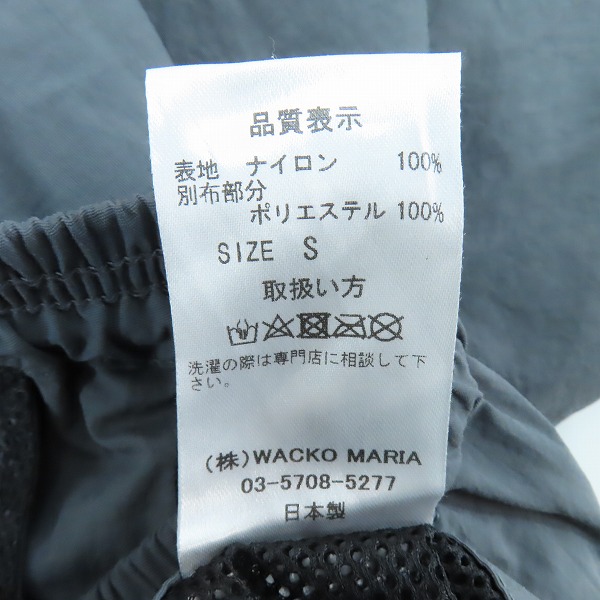 品質表示
表地 ナイロン 100%
別布部分
ポリエステル 100%
SIZE S
取扱い方
洗濯の際は専門店に相談して下
さい。
(株)WACKO MARIA
03-5708-5277
日本製